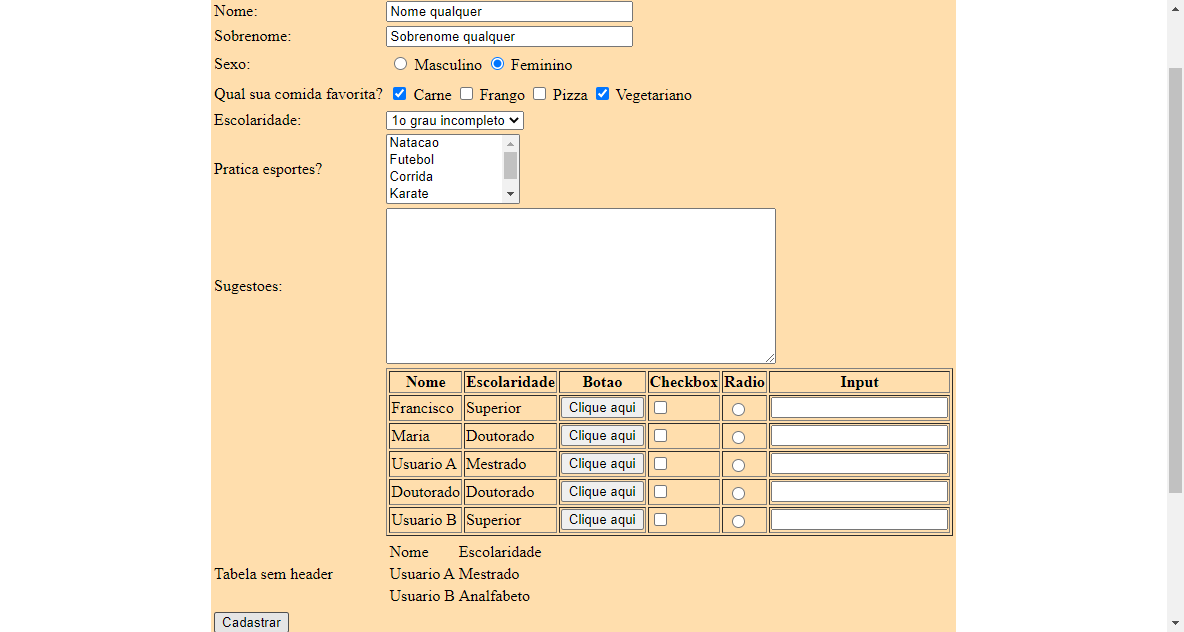 Nome: Nome qualquer
Sobrenome: Sobrenome qualquer
Sexo: Masculino Feminino
Qual sua comida favorita? Carne Frango Pizza Vegetariano
Escolaridade: 1o grau incompleto
Pratica esportes?
Natacao
Futebol
Corrida
Karate
Sugestoes:
Nome Escolaridade Botao Checkbox Radio Input
Francisco Superior Clique aqui
Maria Doutorado Clique aqui
Usuario A Mestrado Clique aqui
Doutorado Doutorado Clique aqui
Usuario B Superior Clique aqui
Tabela sem header
Nome Escolaridade
Usuario A Mestrado
Usuario B Analfabeto
Cadastrar